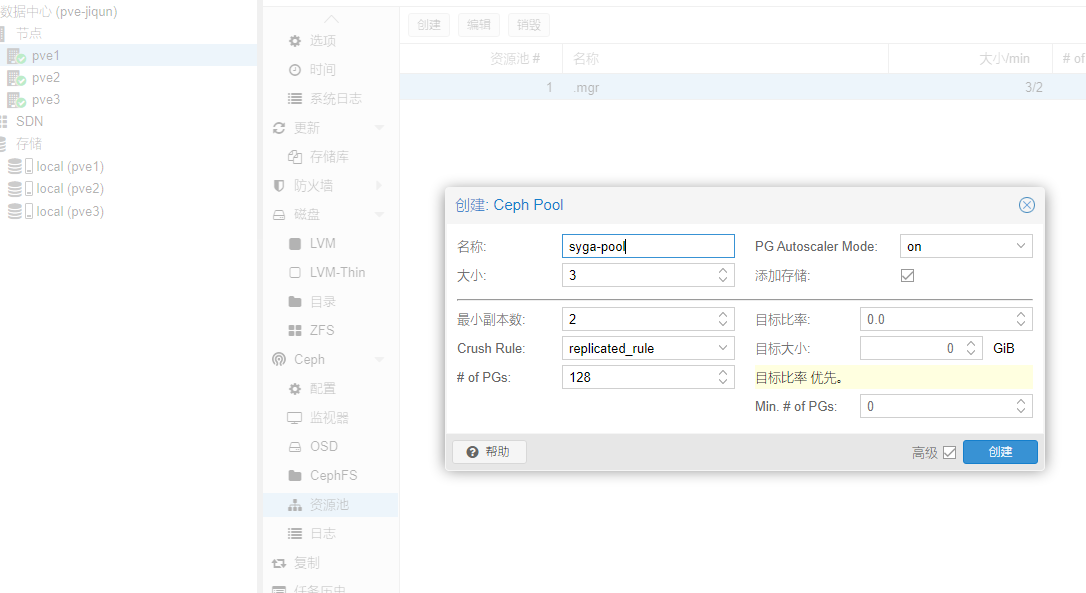 数据中心 (pve-jiqun)
节点
pve1
pve2
pve3
SDN
存储
local (pve1)
local (pve2)
local (pve3)
选项
时间
系统日志
更新
存储库
防火墙
磁盘
LVM
LVM-Thin
目录
ZFS
Ceph
配置
监视器
OSD
CephFS
资源池
日志
复制
任务历史
创建 编辑 销毁
资源池 # 名称 大小/min # of
1 .mgr 3/2
创建: Ceph Pool
名称: syga-pool PG Autoscaler Mode: on
大小: 3 添加存储:
最小副本数: 2 目标比率: 0.0
Crush Rule: replicated_rule 目标大小: 0 GiB
# of PGs: 128 目标比率 优先。
Min. # of PGs: 0
帮助 高级 创建